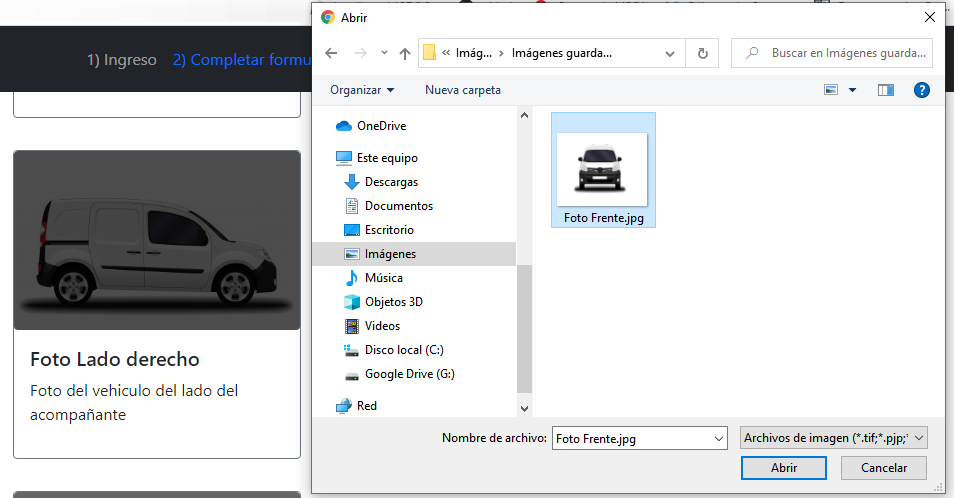 1) Ingreso 2) Completar formu
Foto Lado derecho
Foto del vehiculo del lado del
acompañante
Abrir
« Imág... › Imágenes guarda...
Buscar en Imágenes guarda...
Organizar
Nueva carpeta
OneDrive
Este equipo
Descargas
Documentos
Escritorio
Imágenes
Música
Objetos 3D
Videos
Disco local (C:)
Google Drive (G:)
Red
Foto Frente.jpg
Nombre de archivo: Foto Frente.jpg
Archivos de imagen (*.tif;*.pjp;*
Abrir
Cancelar